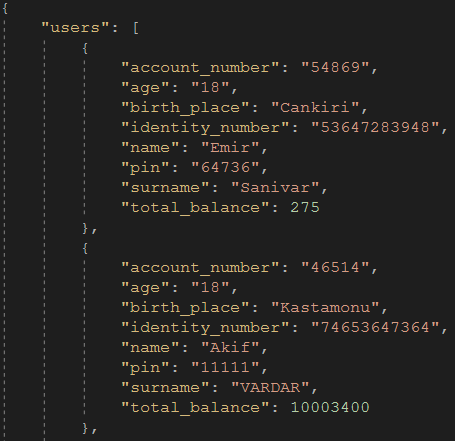 {
"users": [
{
"account_number": "54869",
"age": "18",
"birth_place": "Cankiri",
"identity_number": "53647283948",
"name": "Emir",
"pin": "64736",
"surname": "Sanivar",
"total_balance": 275
},
{
"account_number": "46514",
"age": "18",
"birth_place": "Kastamonu",
"identity_number": "74653647364",
"name": "Akif",
"pin": "11111",
"surname": "VARDAR",
"total_balance": 10003400
},